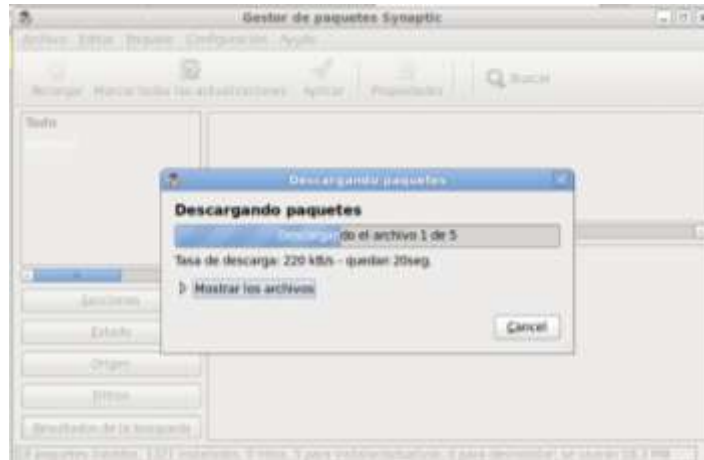 Gestor de paquetes Synaptic
Archivo Editar Paquete Configuración Ayuda
Recargar Marcar todas las actualizaciones Aplicar Propiedades Buscar
Todo
Descargando paquetes
Descargando paquetes
Descargando el archivo 1 de 5
Tasa de descarga: 220 kB/s - quedan 20seg.
Mostrar los archivos
Cancel
Secciones
Estado
Origen
Filtros
Resultados de la búsqueda